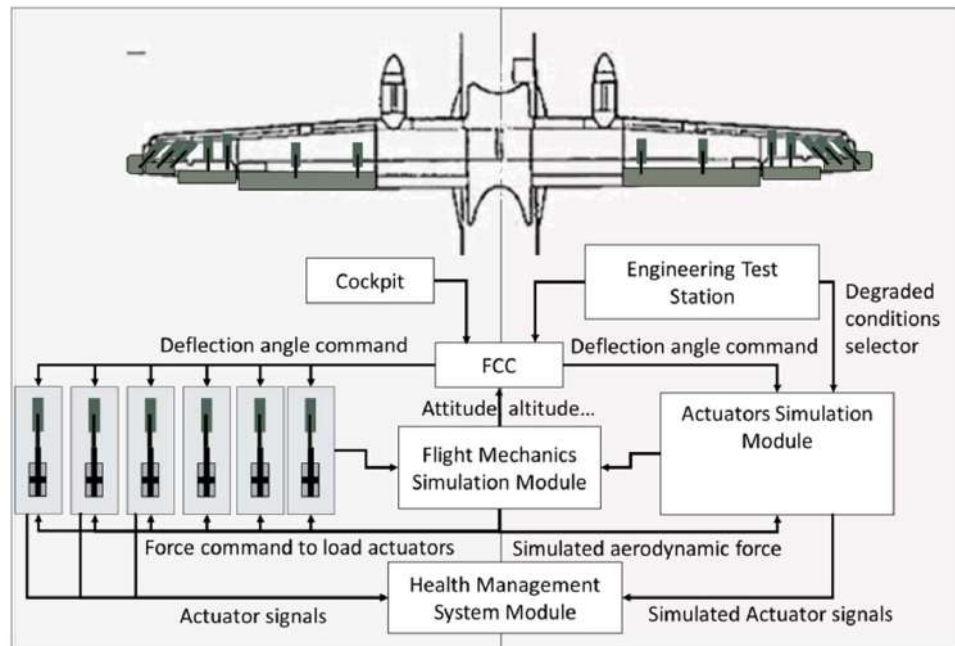 Cockpit
Engineering Test
Station
Degraded
conditions
selector
Deflection angle command
FCC
Deflection angle command
Attitude altitude...
Actuators Simulation
Module
Flight Mechanics
Simulation Module
Force command to load actuators
Simulated aerodynamic force
Health Management
System Module
Actuator signals
Simulated Actuator signals